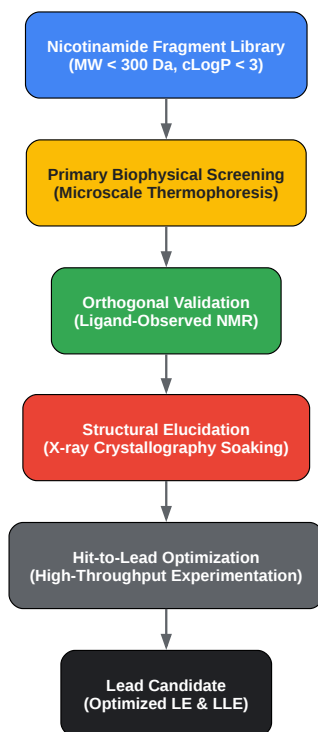 Nicotinamide Fragment Library
(MW < 300 Da, cLogP < 3)
Primary Biophysical Screening
(Microscale Thermophoresis)
Orthogonal Validation
(Ligand-Observed NMR)
Structural Elucidation
(X-ray Crystallography Soaking)
Hit-to-Lead Optimization
(High-Throughput Experimentation)
Lead Candidate
(Optimized LE & LLE)